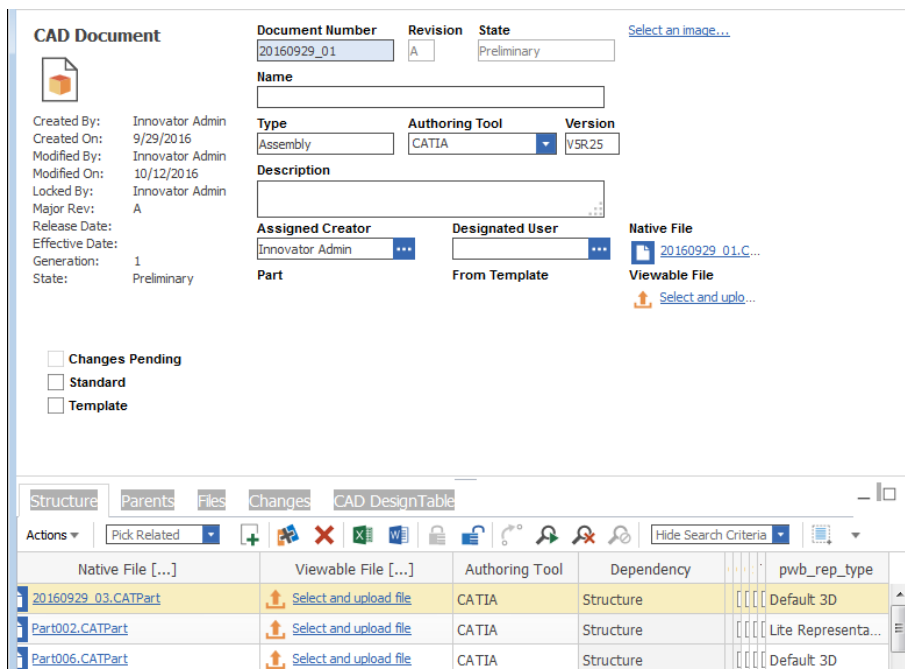 CAD Document
Document Number Revision State Select an image...
20160929_01 A Preliminary
Name
Created By: Innovator Admin
Created On: 9/29/2016
Modified By: Innovator Admin
Modified On: 10/12/2016
Locked By: Innovator Admin
Major Rev: A
Release Date:
Effective Date:
Generation: 1
State: Preliminary
Type Authoring Tool Version
Assembly CATIA V5R25
Description
Assigned Creator Designated User Native File
Innovator Admin 20160929_01.C...
Part From Template Viewable File
Select and uplo...
Changes Pending
Standard
Template
Structure Parents Files Changes CAD DesignTable
Actions Pick Related Hide Search Criteria
Native File [...] Viewable File [...] Authoring Tool Dependency pwb_rep_type
20160929_03.CATPart Select and upload file CATIA Structure Default 3D
Part002.CATPart Select and upload file CATIA Structure Lite Representa...
Part006.CATPart Select and upload file CATIA Structure Default 3D